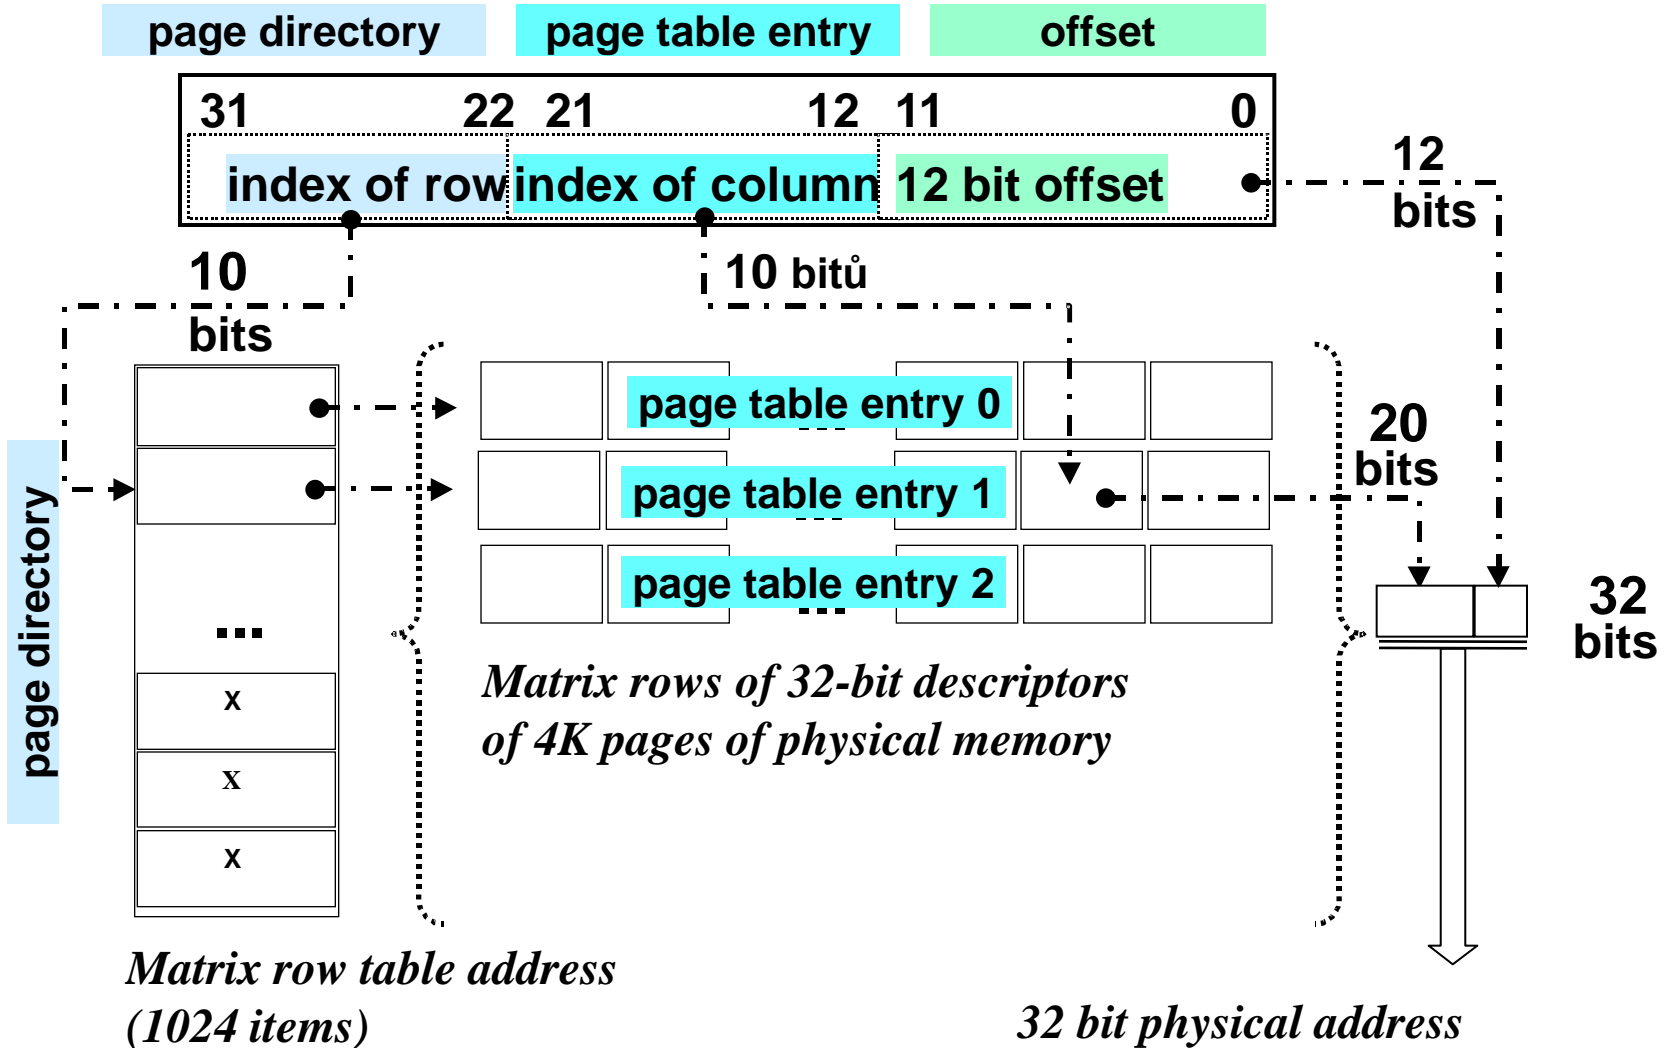 page directory page table entry offset
31 22 21 12 11 0
index of row index of column 12 bit offset
12
bits
10
bits
10 bitů
page table entry 0
...
page table entry 1
...
page table entry 2
...
20
bits
32
bits
page directory
...
x
x
x
Matrix rows of 32-bit descriptors
of 4K pages of physical memory
Matrix row table address
(1024 items)
32 bit physical address